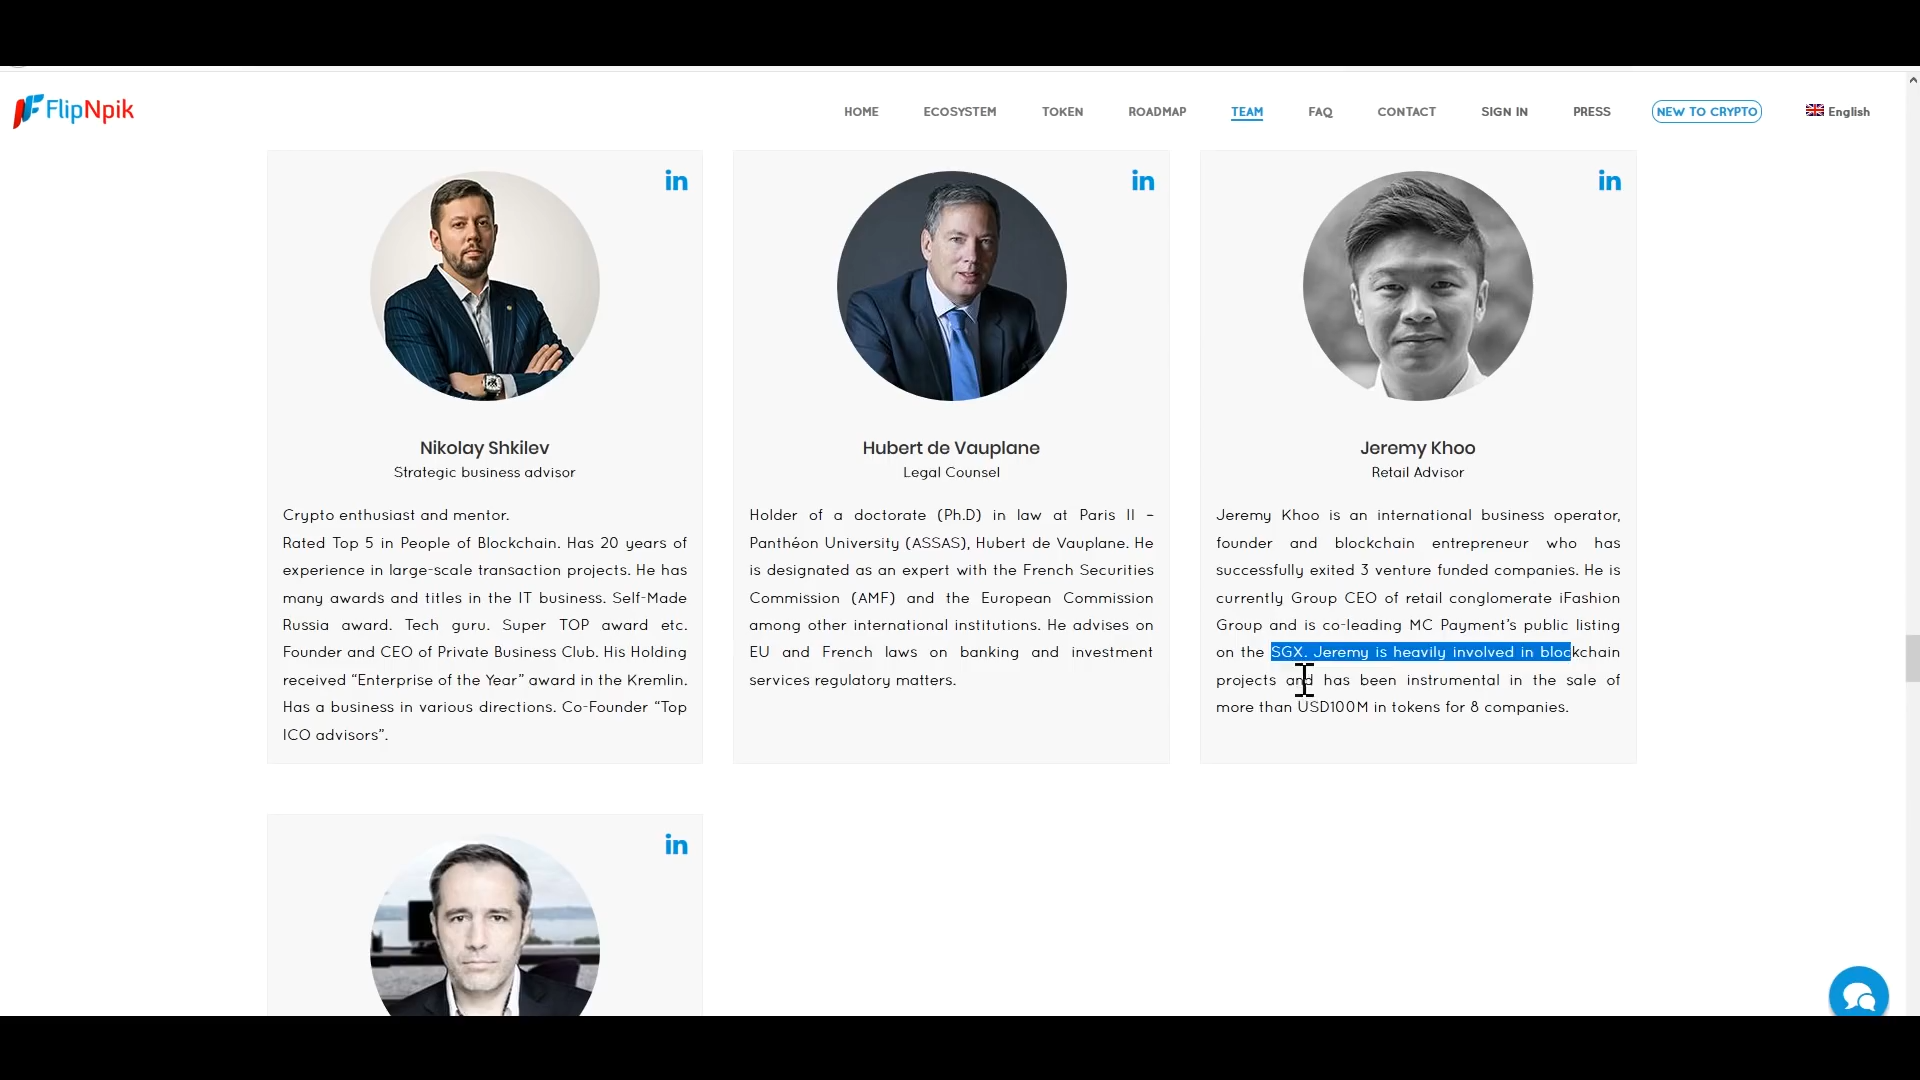 FlipNpik
HOME ECOSYSTEM TOKEN ROADMAP TEAM FAQ CONTACT SIGN IN PRESS NEW TO CRYPTO English
in
in
in
Nikolay Shkilev
Strategic business advisor
Crypto enthusiast and mentor.
Rated Top 5 in People of Blockchain. Has 20 years of
experience in large-scale transaction projects. He has
many awards and titles in the IT business. Self-Made
Russia award. Tech guru. Super TOP award etc.
Founder and CEO of Private Business Club. His Holding
received “Enterprise of the Year” award in the Kremlin.
Has a business in various directions. Co-Founder “Top
ICO advisors”.
Hubert de Vauplane
Legal Counsel
Holder of a doctorate (Ph.D) in law at Paris II –
Panthéon University (ASSAS), Hubert de Vauplane. He
is designated as an expert with the French Securities
Commission (AMF) and the European Commission
among other international institutions. He advises on
EU and French laws on banking and investment
services regulatory matters.
Jeremy Khoo
Retail Advisor
Jeremy Khoo is an international business operator,
founder and blockchain entrepreneur who has
successfully exited 3 venture funded companies. He is
currently Group CEO of retail conglomerate iFashion
Group and is co-leading MC Payment’s public listing
on the SGX. Jeremy is heavily involved in blockchain
projects and has been instrumental in the sale of
more than USD100M in tokens for 8 companies.
in